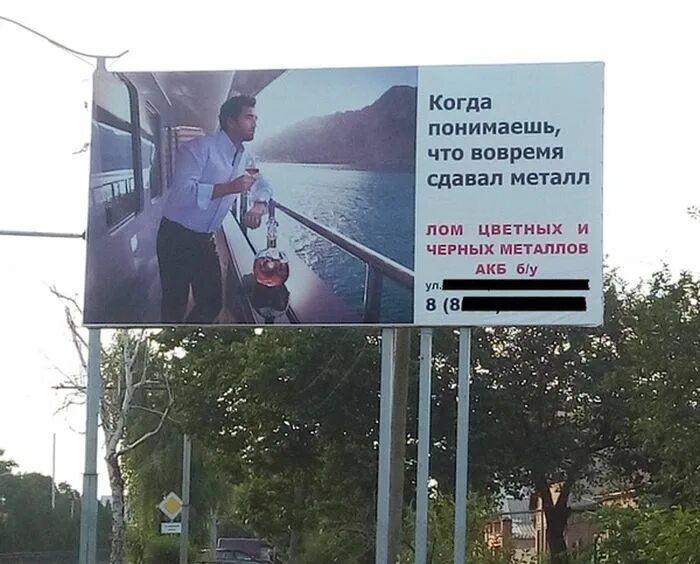 Когда
понимаешь,
что вовремя
сдавал металл
ЛОМ ЦВЕТНЫХ И
ЧЕРНЫХ МЕТАЛЛОВ
АКБ б/у
ул.
8 (8